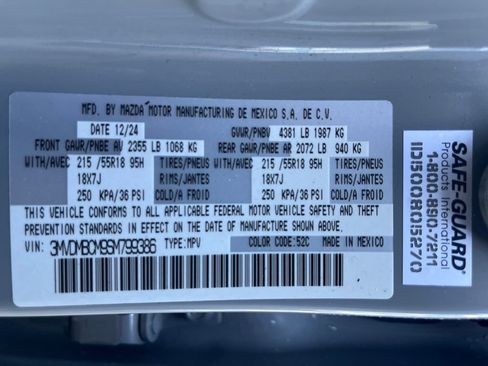 MFD. BY MAZDA MOTOR MANUFACTURING DE MEXICO S.A. DE C.V.
DATE 12/24 GVWR/PNBV 4381 LB 1987 KG
FRONT GAWR/PNBE AV 2355 LB 1068 KG REAR GAWR/PNBE AR 2072 LB 940 KG
WITH/AVEC 215 /55R18 95H TIRES/PNEUS WITH/AVEC 215 /55R18 95H TIRES/PNEUS
18X7J RIMS/JANTES 18X7J RIMS/JANTES
250 KPA/36 PSI COLD/A FROID 250 KPA/36 PSI COLD/A FROID
THIS VEHICLE CONFORMS TO ALL APPLICABLE FEDERAL MOTOR VEHICLE SAFETY AND THEFT
PREVENTION STANDARDS IN EFFECT ON THE DATE OF MANUFACTURE SHOWN ABOVE.
VIN: 3MVDMBCM9SM799386 TYPE: MPV COLOR CODE: 52C MADE IN MEXICO
SAFE-GUARD
Products International
1-800-890-7211
11D15008015270